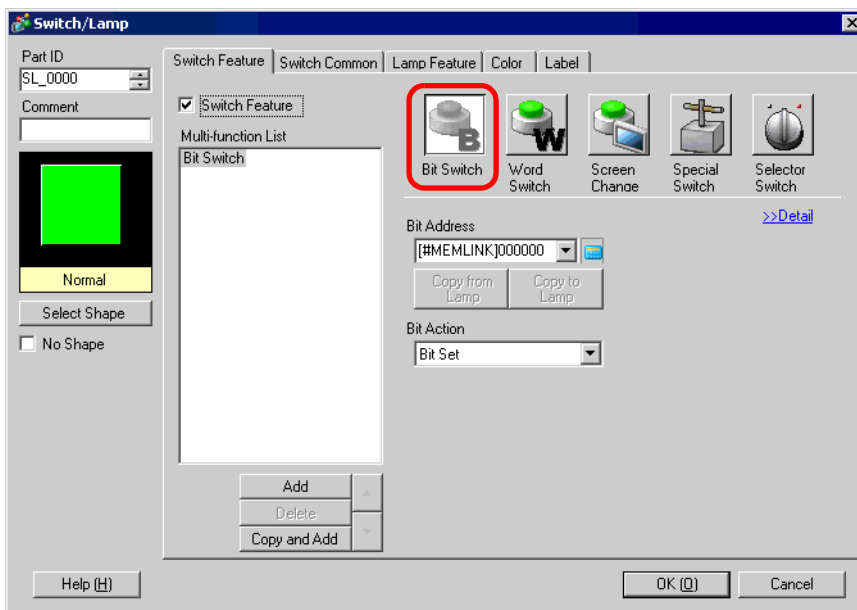 Switch/Lamp
Part ID
SL_0000
Comment
Normal
Select Shape
No Shape
Switch Feature
Switch Common
Lamp Feature
Color
Label
Switch Feature
Multi-function List
Bit Switch
Add
Delete
Copy and Add
B
Bit Switch
W
Word
Switch
Screen
Change
Special
Switch
Selector
Switch
>>Detail
Bit Address
[#MEMLINK]000000
Copy from
Lamp
Copy to
Lamp
Bit Action
Bit Set
Help (H)
OK (O)
Cancel